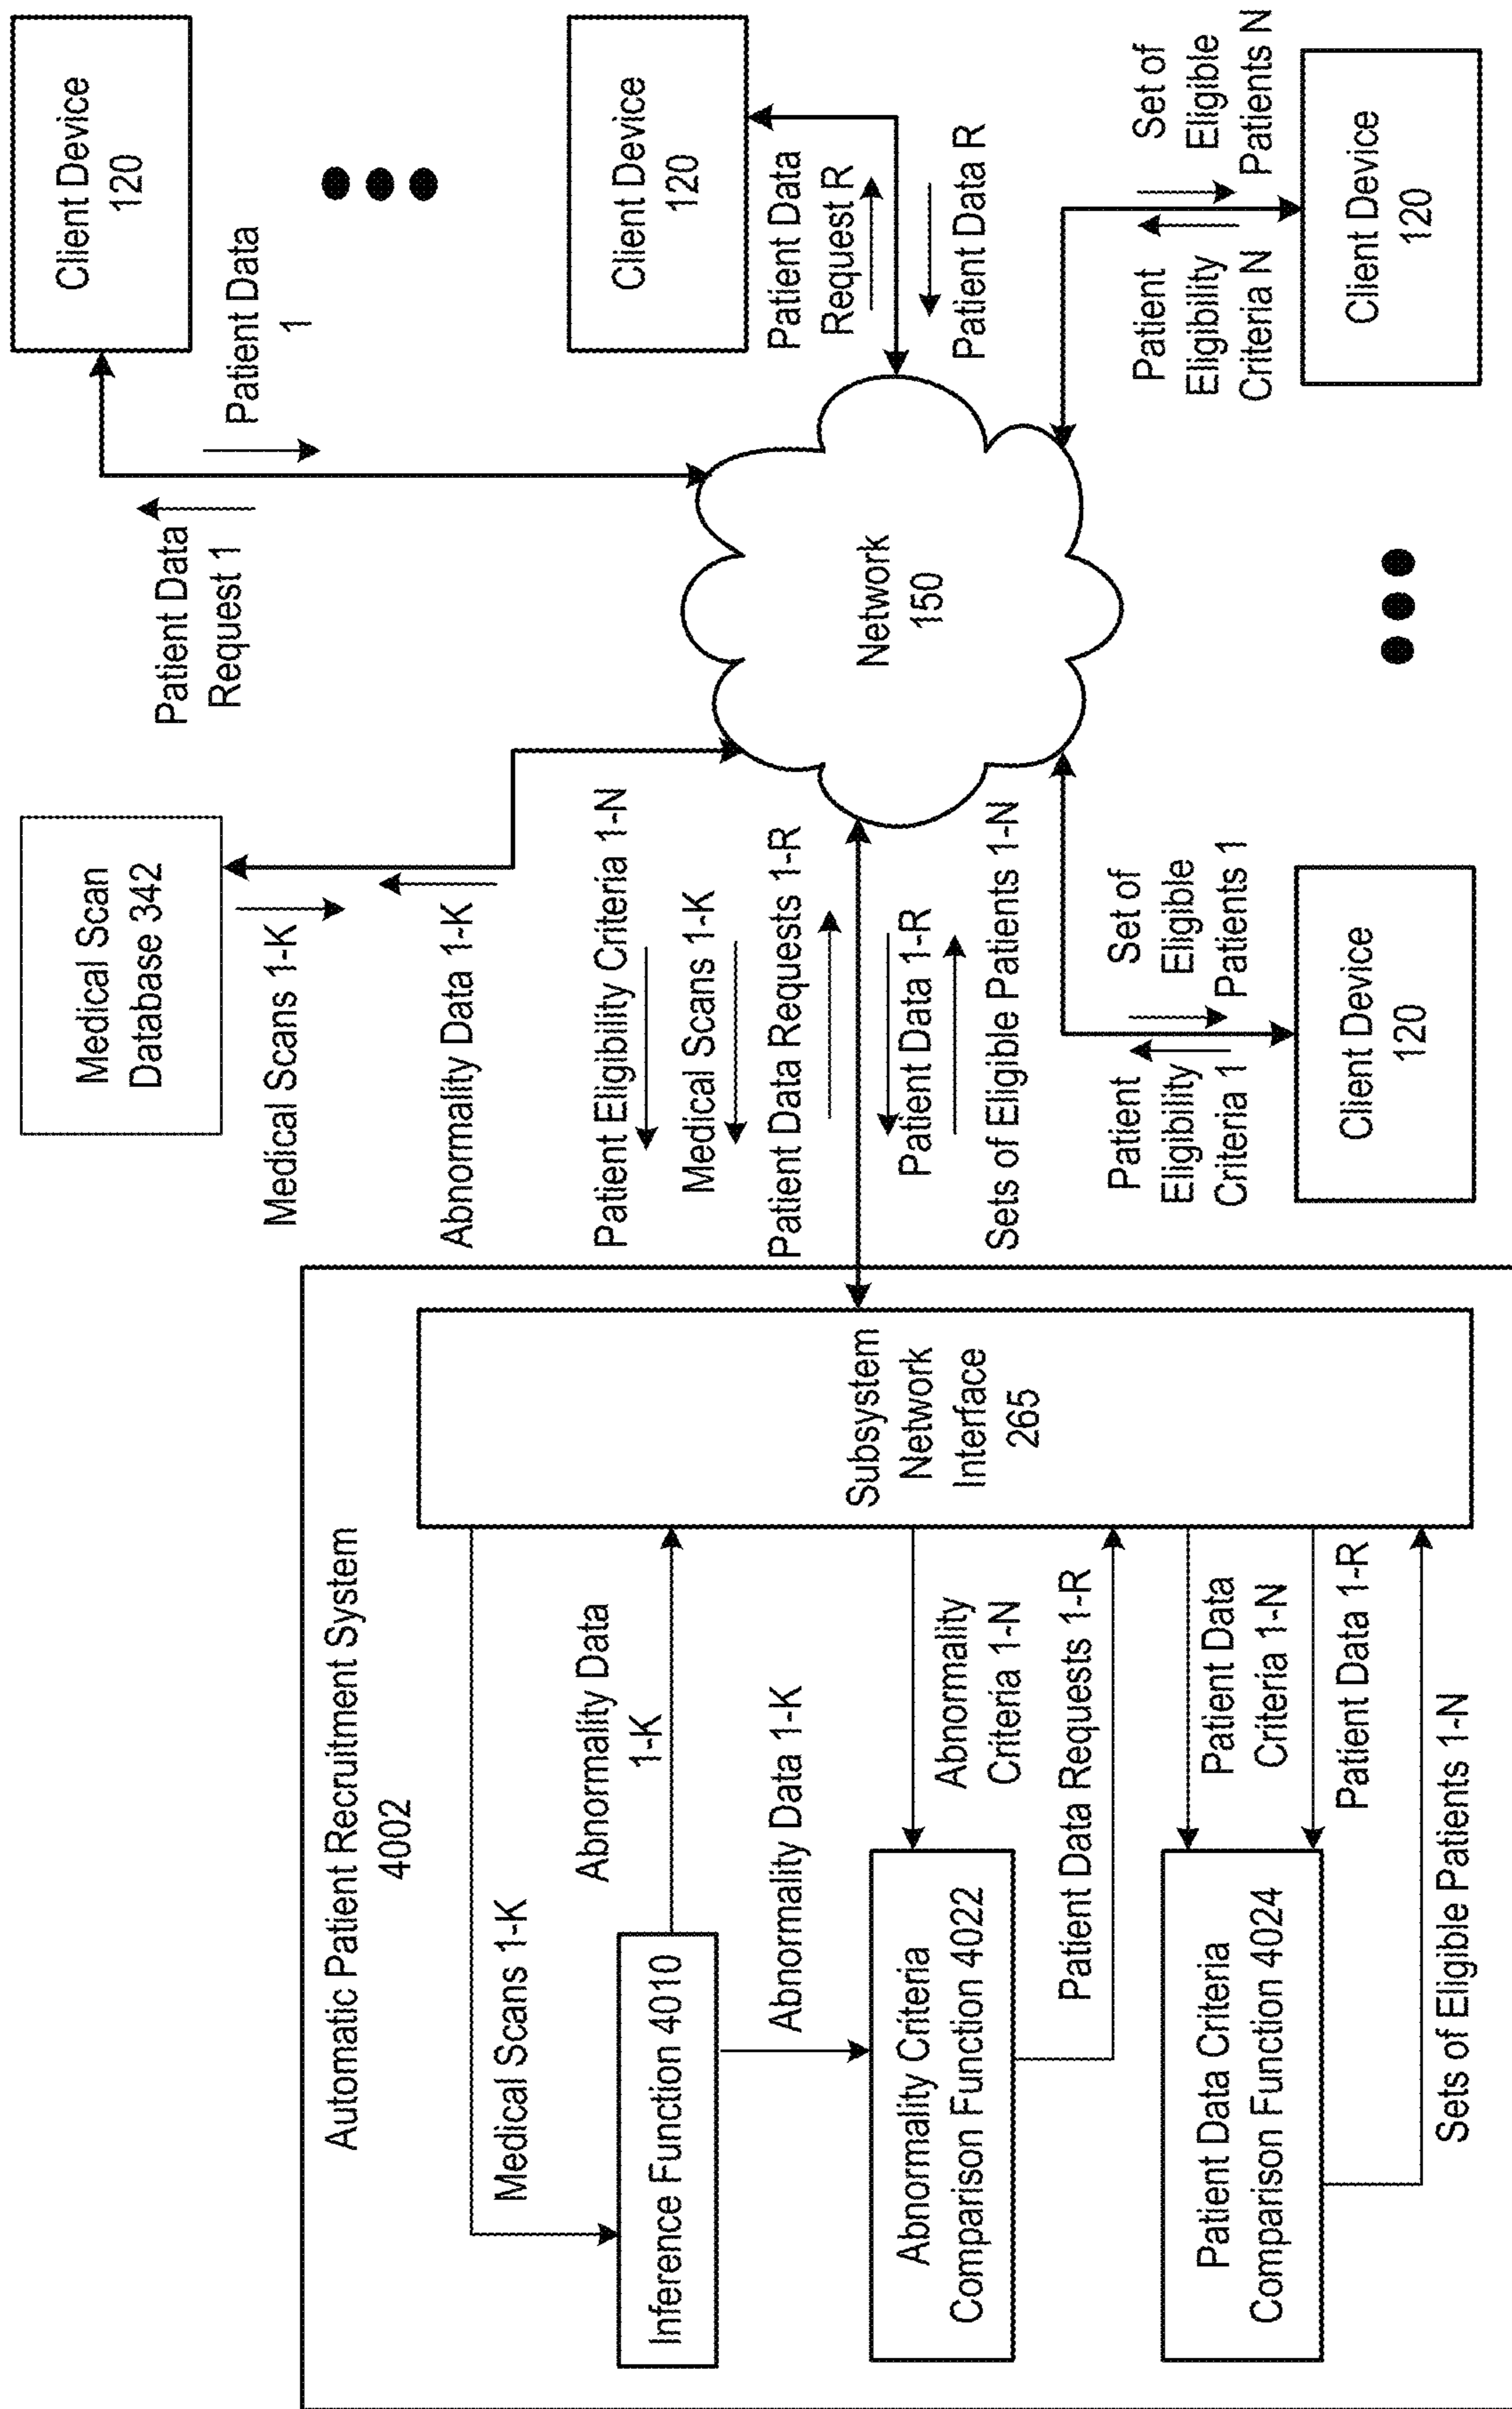 Automatic Patient Recruitment System
4002
Medical Scans 1-K
Inference Function 4010
Abnormality Data
1-K
Abnormality Data 1-K
Abnormality Criteria
Comparison Function 4022
Abnormality
Criteria 1-N
Patient Data Requests 1-R
Patient Data Criteria
Comparison Function 4024
Patient Data
Criteria 1-N
Patient Data 1-R
Sets of Eligible Patients 1-N
Subsystem
Network
Interface
265
Medical Scan
Database 342
Medical Scans 1-K
Abnormality Data 1-K
Patient Eligibility Criteria 1-N
Medical Scans 1-K
Patient Data Requests 1-R
Patient Data 1-R
Sets of Eligible Patients 1-N
Network
150
Patient Data
Request 1
Patient Data
1
Client Device
120
Client Device
120
Patient Data
Request R
Patient Data R
Patient
Eligibility
Criteria 1
Set of
Eligible
Patients 1
Client Device
120
Patient
Eligibility
Criteria N
Set of
Eligible
Patients N
Client Device
120